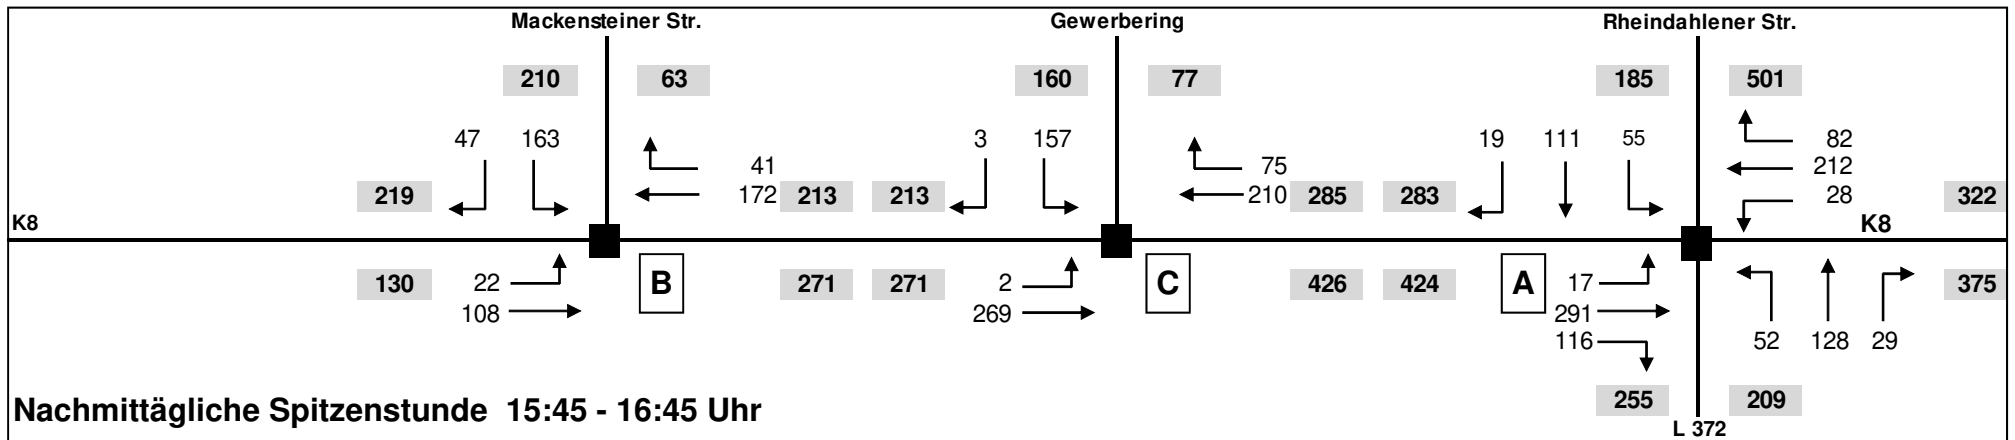 Mackensteiner Str. Gewerbering Rheindahlener Str.
210 63 160 77 185 501
47 163 3 157 19 111 55 82
41 75 212
219 172 213 213 210 285 283 28 322
K8 K8
130 22 B 271 271 2 C 426 424 A 17 375
108 269 291
116 52 128 29
Nachmittägliche Spitzenstunde 15:45 - 16:45 Uhr 255 209
L 372